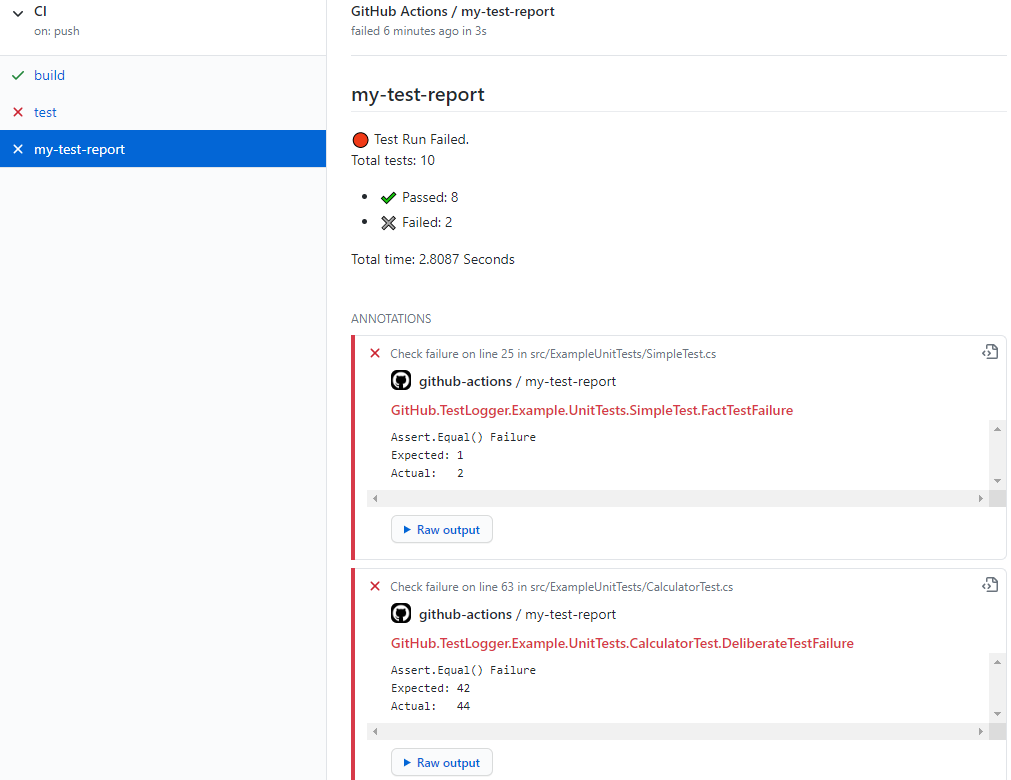 CI
on: push
build
test
my-test-report
GitHub Actions / my-test-report
failed 6 minutes ago in 3s
my-test-report
Test Run Failed.
Total tests: 10
Passed: 8
Failed: 2
Total time: 2.8087 Seconds
ANNOTATIONS
Check failure on line 25 in src/ExampleUnitTests/SimpleTest.cs
github-actions / my-test-report
GitHub.TestLogger.Example.UnitTests.SimpleTest.FactTestFailure
Assert.Equal() Failure
Expected: 1
Actual:   2
Raw output
Check failure on line 63 in src/ExampleUnitTests/CalculatorTest.cs
github-actions / my-test-report
GitHub.TestLogger.Example.UnitTests.CalculatorTest.DeliberateTestFailure
Assert.Equal() Failure
Expected: 42
Actual:   44
Raw output